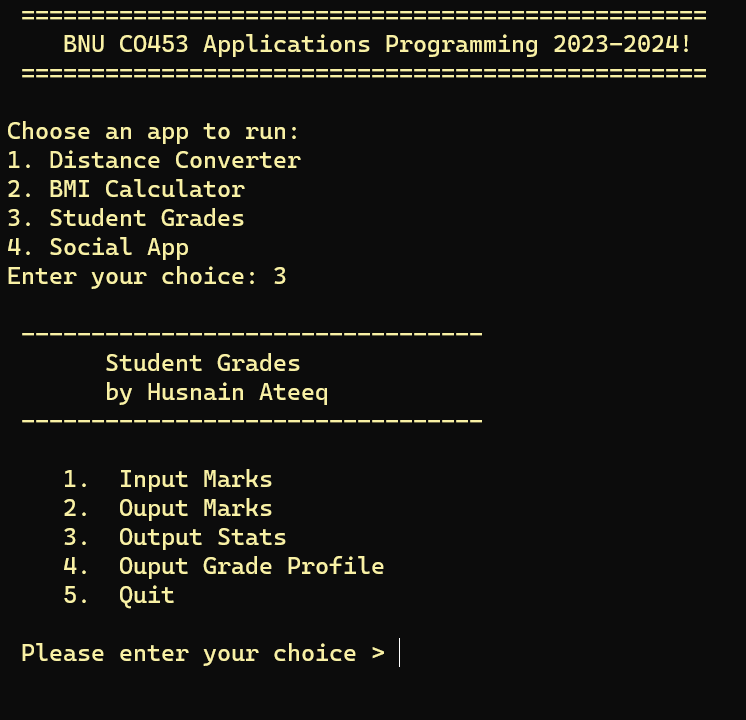 =================================================
BNU CO453 Applications Programming 2023-2024!
=================================================
Choose an app to run:
1. Distance Converter
2. BMI Calculator
3. Student Grades
4. Social App
Enter your choice: 3
---------------------------------
Student Grades
by Husnain Ateeq
---------------------------------
1.  Input Marks
2.  Ouput Marks
3.  Output Stats
4.  Ouput Grade Profile
5.  Quit
Please enter your choice >